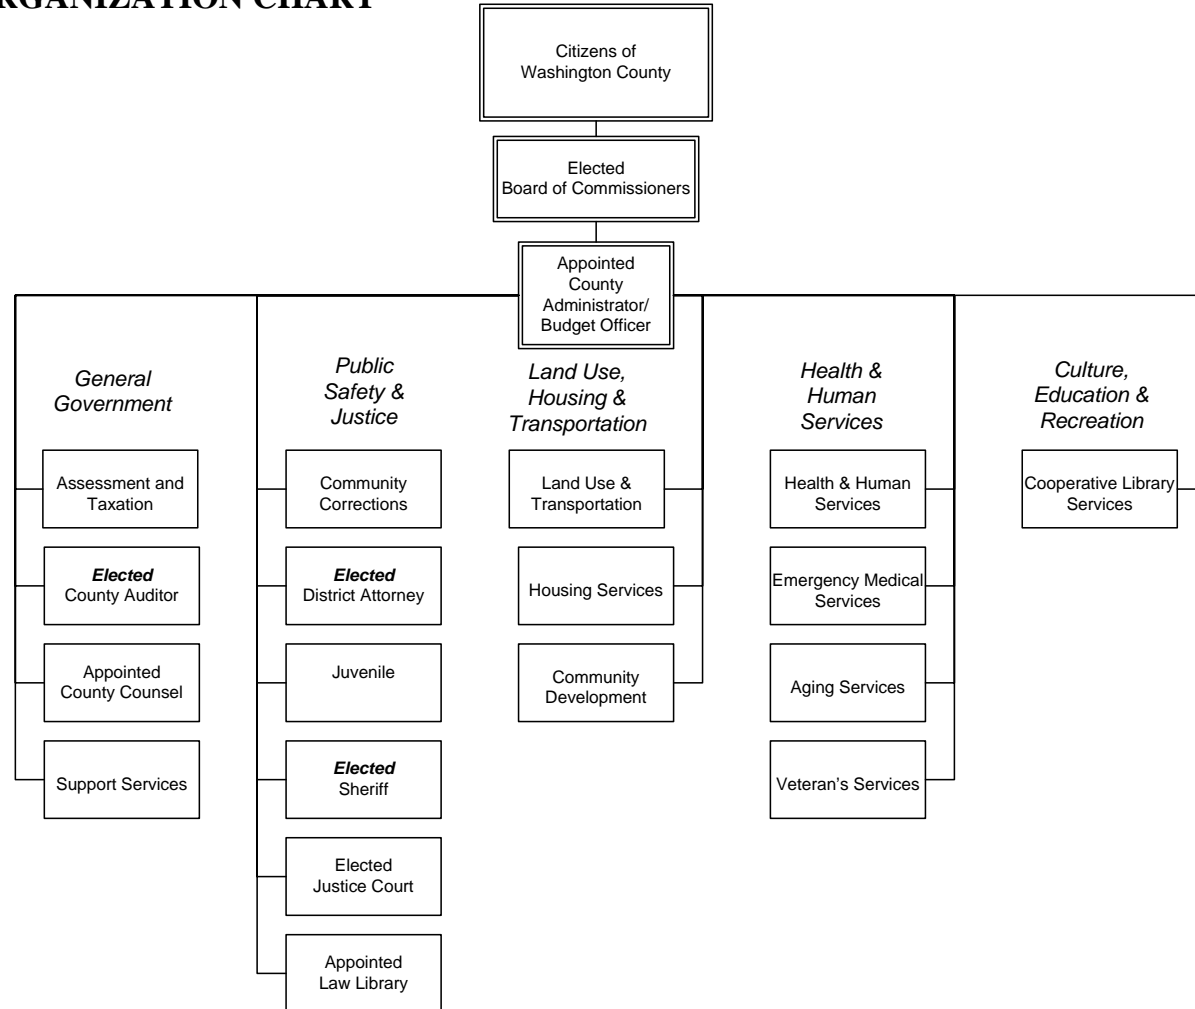 RGANIZATION CHART
Citizens of
Washington County
Elected
Board of Commissioners
Appointed
County
Administrator/
Budget Officer
General
Government
Assessment and
Taxation
Elected
County Auditor
Appointed
County Counsel
Support Services
Public
Safety &
Justice
Community
Corrections
Elected
District Attorney
Juvenile
Elected
Sheriff
Elected
Justice Court
Appointed
Law Library
Land Use,
Housing &
Transportation
Land Use &
Transportation
Housing Services
Community
Development
Health &
Human
Services
Health & Human
Services
Emergency Medical
Services
Aging Services
Veteran's Services
Culture,
Education &
Recreation
Cooperative Library
Services